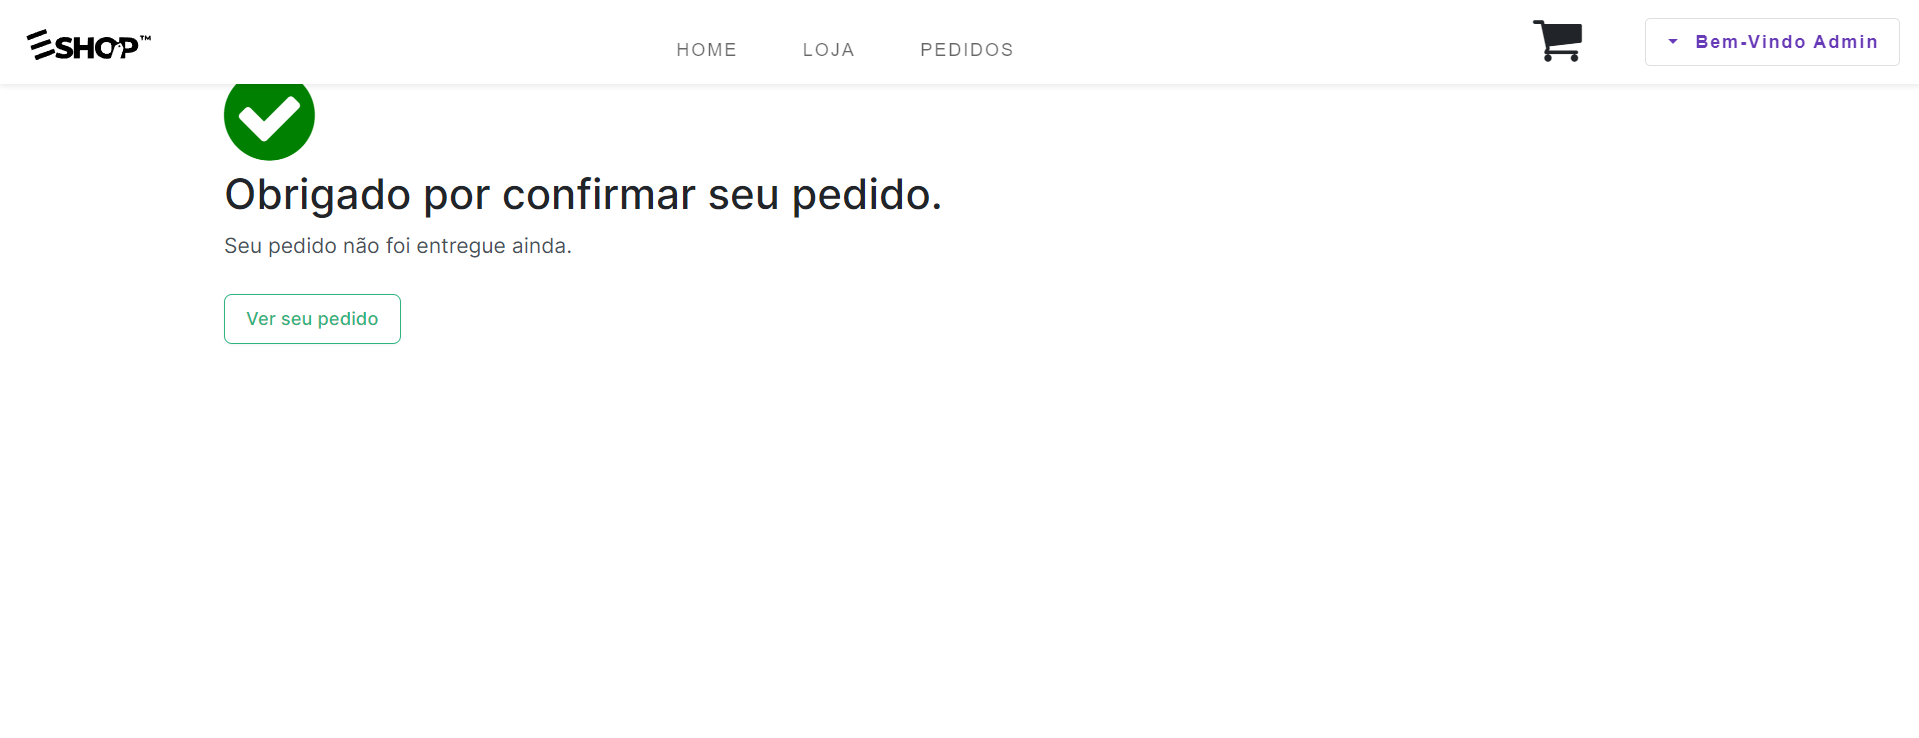 ESHOP™
HOME LOJA PEDIDOS
Bem-Vindo Admin
Obrigado por confirmar seu pedido.
Seu pedido não foi entregue ainda.
Ver seu pedido